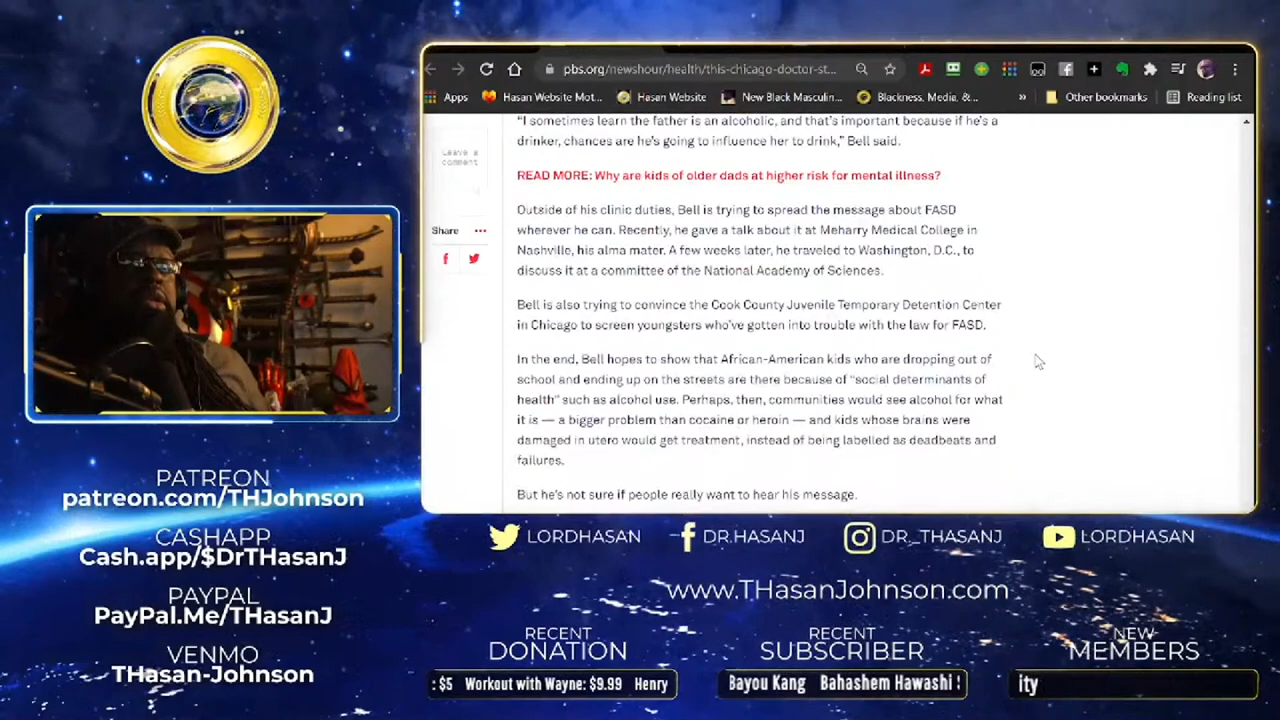 pbs.org/newshour/health/this-chicago-doctor-st...
Apps Hasan Website Mot... Hasan Website New Black Masculin... Blackness, Media, &... » Other bookmarks Reading list
“I sometimes learn the father is an alcoholic, and that’s important because if he’s a
drinker, chances are he’s going to influence her to drink,” Bell said.
Leave a
comment
READ MORE: Why are kids of older dads at higher risk for mental illness?
Outside of his clinic duties, Bell is trying to spread the message about FASD
wherever he can. Recently, he gave a talk about it at Meharry Medical College in
Nashville, his alma mater. A few weeks later, he traveled to Washington, D.C., to
discuss it at a committee of the National Academy of Sciences.
Share ...
Bell is also trying to convince the Cook County Juvenile Temporary Detention Center
in Chicago to screen youngsters who’ve gotten into trouble with the law for FASD.
In the end, Bell hopes to show that African-American kids who are dropping out of
school and ending up on the streets are there because of “social determinants of
health” such as alcohol use. Perhaps, then, communities would see alcohol for what
it is — a bigger problem than cocaine or heroin — and kids whose brains were
damaged in utero would get treatment, instead of being labelled as deadbeats and
failures.
But he’s not sure if people really want to hear his message.
PATREON
patreon.com/THJohnson
CASHAPP
Cash.app/$DrTHasanJ
PAYPAL
PayPal.Me/THasanJ
VENMO
THasan-Johnson
LORDHASAN DR.HASANJ DR._THASANJ LORDHASAN
www.THasanJohnson.com
RECENT
DONATION
: $5 Workout with Wayne: $9.99 Henry
RECENT
SUBSCRIBER
Bayou Kang Bahashem Hawashi
NEW
MEMBERS
ity